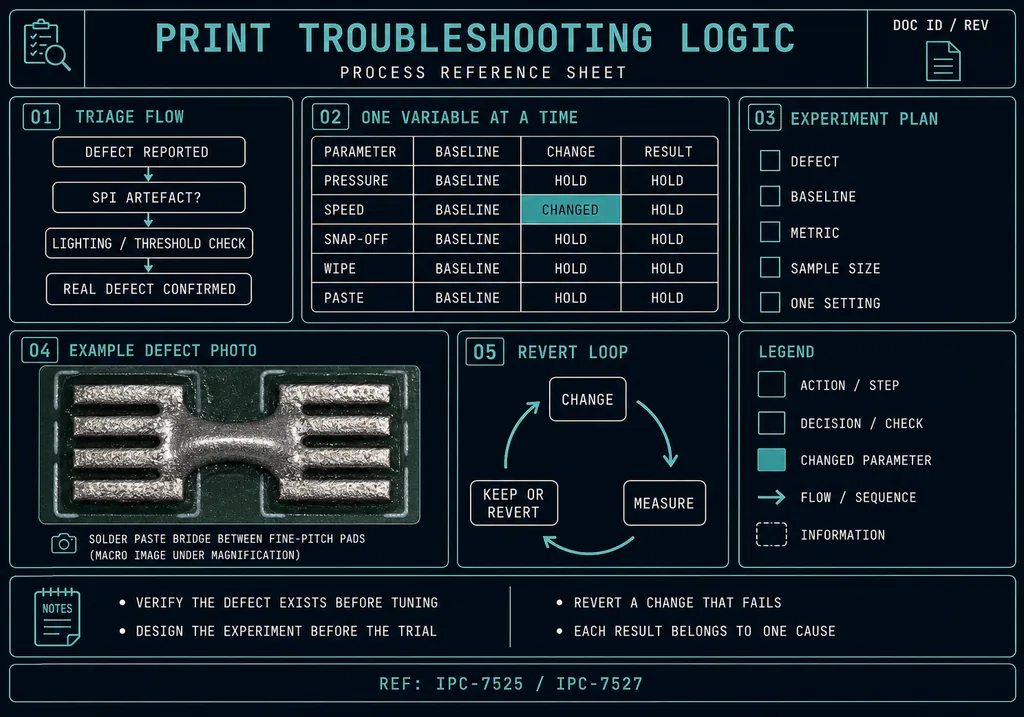 PRINT TROUBLESHOOTING LOGIC
PROCESS REFERENCE SHEET
DOC ID / REV
01 TRIAGE FLOW
DEFECT REPORTED
SPI ARTEFACT?
LIGHTING / THRESHOLD CHECK
REAL DEFECT CONFIRMED
02 ONE VARIABLE AT A TIME
PARAMETER BASELINE CHANGE RESULT
PRESSURE BASELINE HOLD HOLD
SPEED BASELINE CHANGED HOLD
SNAP-OFF BASELINE HOLD HOLD
WIPE BASELINE HOLD HOLD
PASTE BASELINE HOLD HOLD
03 EXPERIMENT PLAN
DEFECT
BASELINE
METRIC
SAMPLE SIZE
ONE SETTING
04 EXAMPLE DEFECT PHOTO
SOLDER PASTE BRIDGE BETWEEN FINE-PITCH PADS
(MACRO IMAGE UNDER MAGNIFICATION)
05 REVERT LOOP
CHANGE
MEASURE
KEEP OR
REVERT
LEGEND
ACTION / STEP
DECISION / CHECK
CHANGED PARAMETER
FLOW / SEQUENCE
INFORMATION
NOTES
• VERIFY THE DEFECT EXISTS BEFORE TUNING
• DESIGN THE EXPERIMENT BEFORE THE TRIAL
• REVERT A CHANGE THAT FAILS
• EACH RESULT BELONGS TO ONE CAUSE
REF: IPC-7525 / IPC-7527